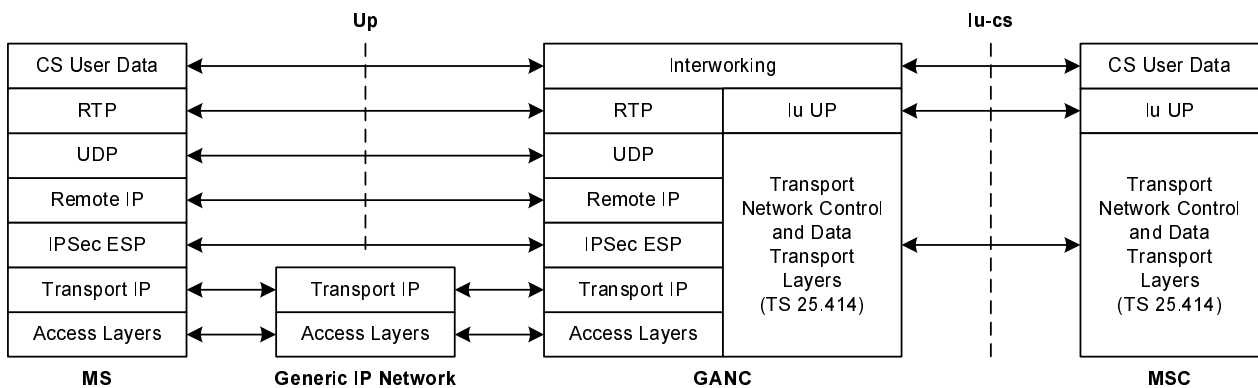 Up
Iu-cs
CS User Data
Interworking
CS User Data
RTP
RTP
Iu UP
Iu UP
UDP
UDP
Remote IP
Remote IP
IPSec ESP
IPSec ESP
Transport
Network Control
and Data
Transport
Layers
(TS 25.414)
Transport
Network Control
and Data
Transport
Layers
(TS 25.414)
Transport IP
Transport IP
Transport IP
Access Layers
Access Layers
Access Layers
MS
Generic IP Network
GANC
MSC